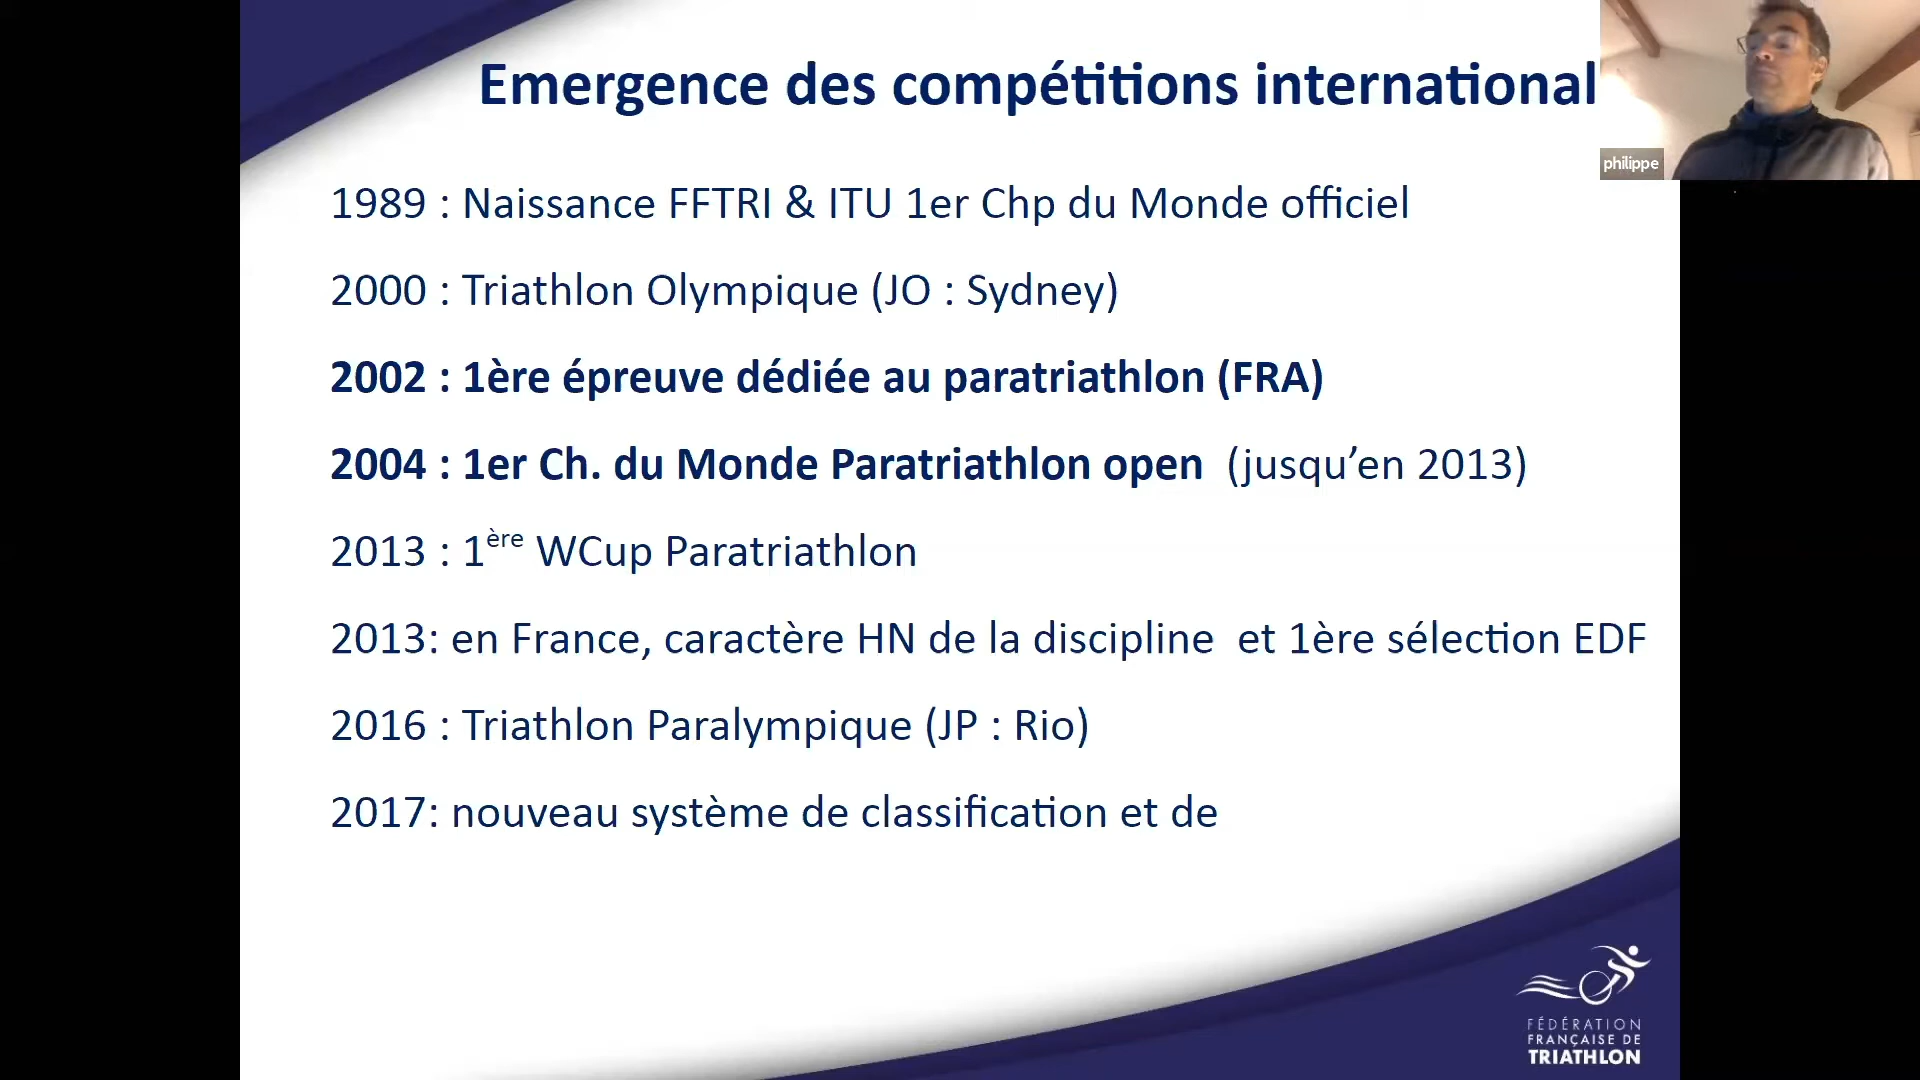 Emergence des compétitions international
philippe
1989 : Naissance FFTRI & ITU 1er Chp du Monde officiel
2000 : Triathlon Olympique (JO : Sydney)
2002 : 1ère épreuve dédiée au paratriathlon (FRA)
2004 : 1er Ch. du Monde Paratriathlon open (jusqu’en 2013)
2013 : 1ère WCup Paratriathlon
2013: en France, caractère HN de la discipline et 1ère sélection EDF
2016 : Triathlon Paralympique (JP : Rio)
2017: nouveau système de classification et de
FÉDÉRATION
FRANÇAISE DE
TRIATHLON